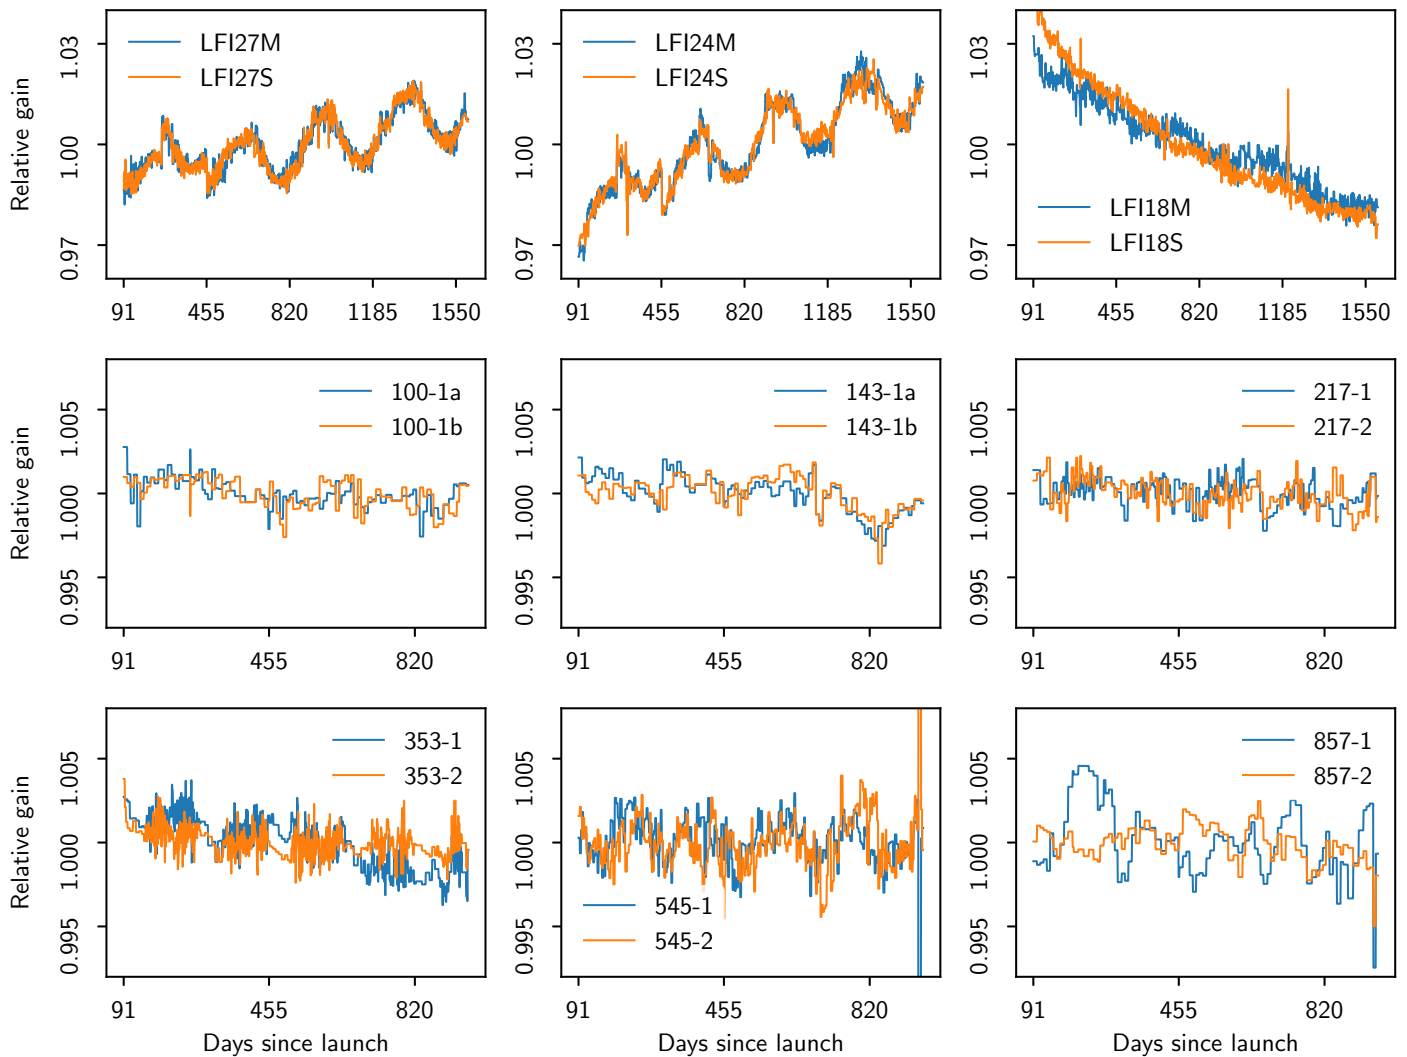 Relative gain
1.03
1.00
0.97
LFI27M
LFI27S
91 455 820 1185 1550
LFI24M
LFI24S
1.03
1.00
0.97
91 455 820 1185 1550
LFI18M
LFI18S
1.03
1.00
0.97
91 455 820 1185 1550
Relative gain
1.005
1.000
0.995
100-1a
100-1b
91 455 820
1.005
1.000
0.995
143-1a
143-1b
91 455 820
1.005
1.000
0.995
217-1
217-2
91 455 820
Relative gain
1.005
1.000
0.995
353-1
353-2
91 455 820
Days since launch
1.005
1.000
0.995
545-1
545-2
91 455 820
Days since launch
1.005
1.000
0.995
857-1
857-2
91 455 820
Days since launch